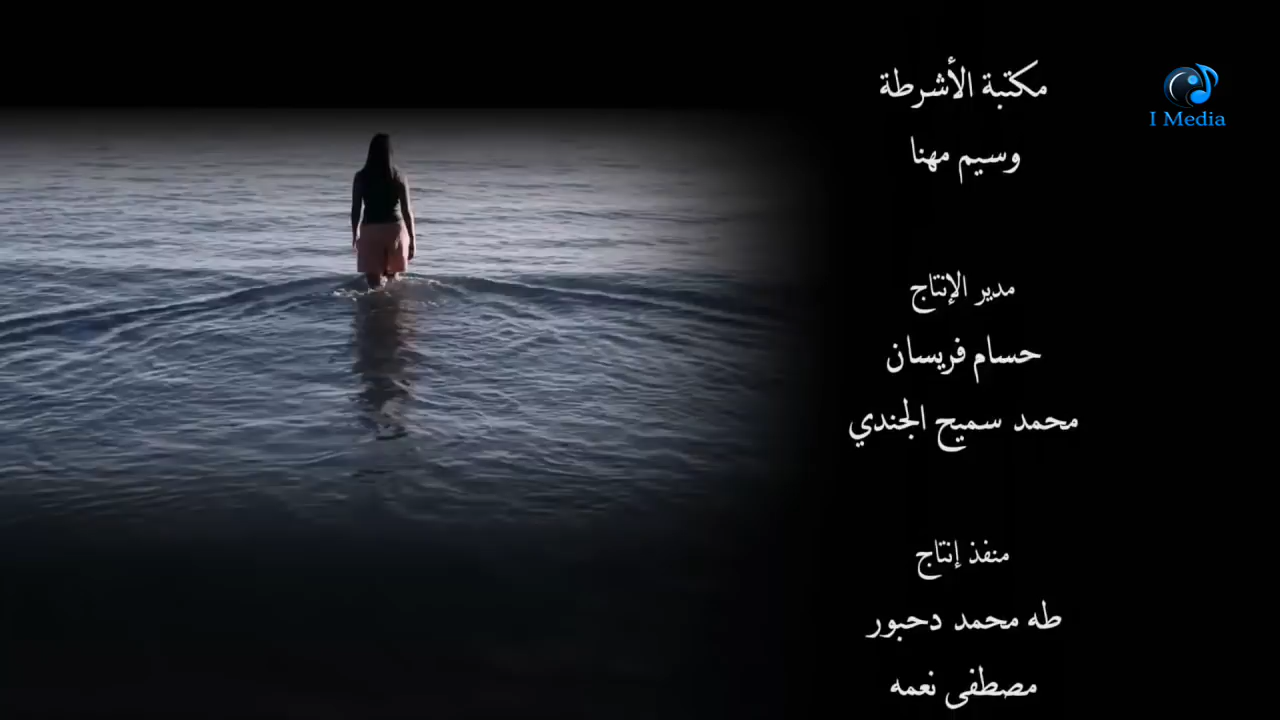 مكتبة الأشرطة
وسيم مهنا
مدير الإنتاج
حسام فريسان
محمد سميح الجندي
منفذ إنتاج
طه محمد دحبور
مصطفى نعمه
I Media